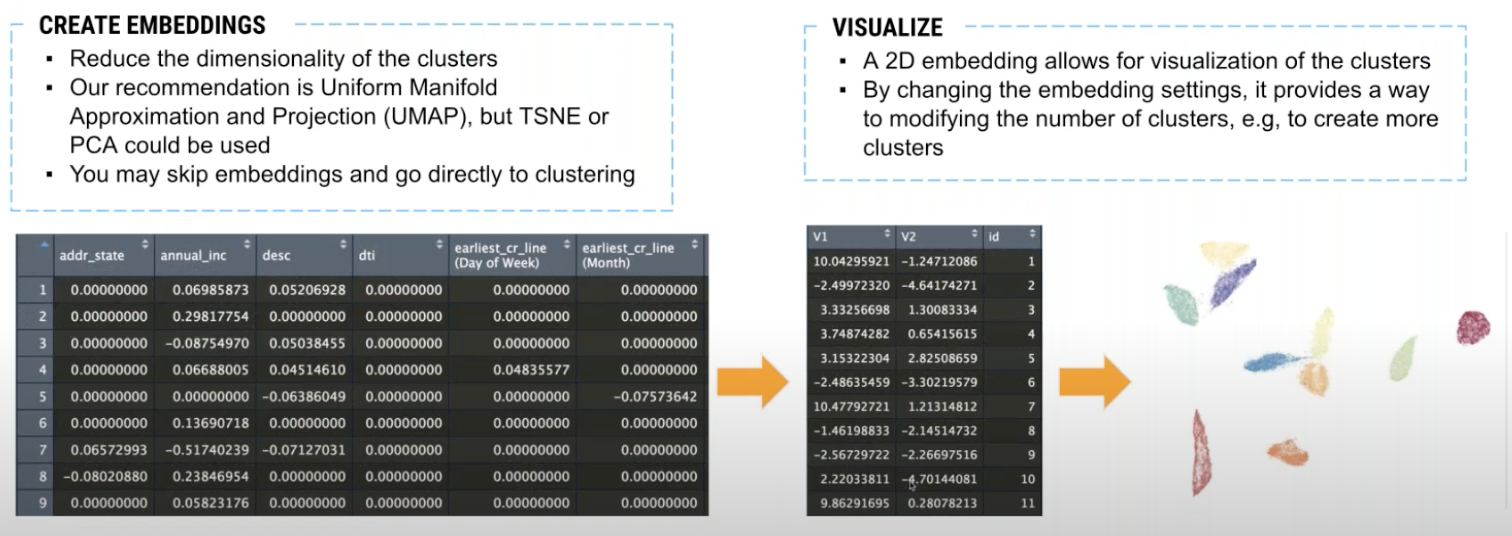 CREATE EMBEDDINGS
▪ Reduce the dimensionality of the clusters
▪ Our recommendation is Uniform Manifold
Approximation and Projection (UMAP), but TSNE or
PCA could be used
▪ You may skip embeddings and go directly to clustering
VISUALIZE
▪ A 2D embedding allows for visualization of the clusters
▪ By changing the embedding settings, it provides a way
to modifying the number of clusters, e.g, to create more
clusters
addr_state annual_inc desc dti earliest_cr_line (Day of Week) earliest_cr_line (Month)
1 0.00000000 0.06985873 0.05206928 0.00000000 0.00000000 0.00000000
2 0.00000000 0.29817754 0.00000000 0.00000000 0.00000000 0.00000000
3 0.00000000 -0.08754970 0.05038455 0.00000000 0.00000000 0.00000000
4 0.00000000 0.06688005 0.04514610 0.00000000 0.04835577 0.00000000
5 0.00000000 0.00000000 -0.06386049 0.00000000 0.00000000 -0.07573642
6 0.00000000 0.13690718 0.00000000 0.00000000 0.00000000 0.00000000
7 0.06572993 -0.51740239 -0.07127031 0.00000000 0.00000000 0.00000000
8 -0.08020880 0.23846954 0.00000000 0.00000000 0.00000000 0.00000000
9 0.00000000 0.05823176 0.00000000 0.00000000 0.00000000 0.00000000
V1 V2 id
10.04295921 -1.24712086 1
-2.49972320 -4.64174271 2
3.33256698 1.30083334 3
3.74874282 0.65415615 4
3.15322304 2.82508659 5
-2.48635459 -3.30219579 6
10.47792721 1.21314812 7
-1.46198833 -2.14514732 8
-2.56729722 -2.26697516 9
2.22033811 -4.70144081 10
9.86291695 0.28078213 11